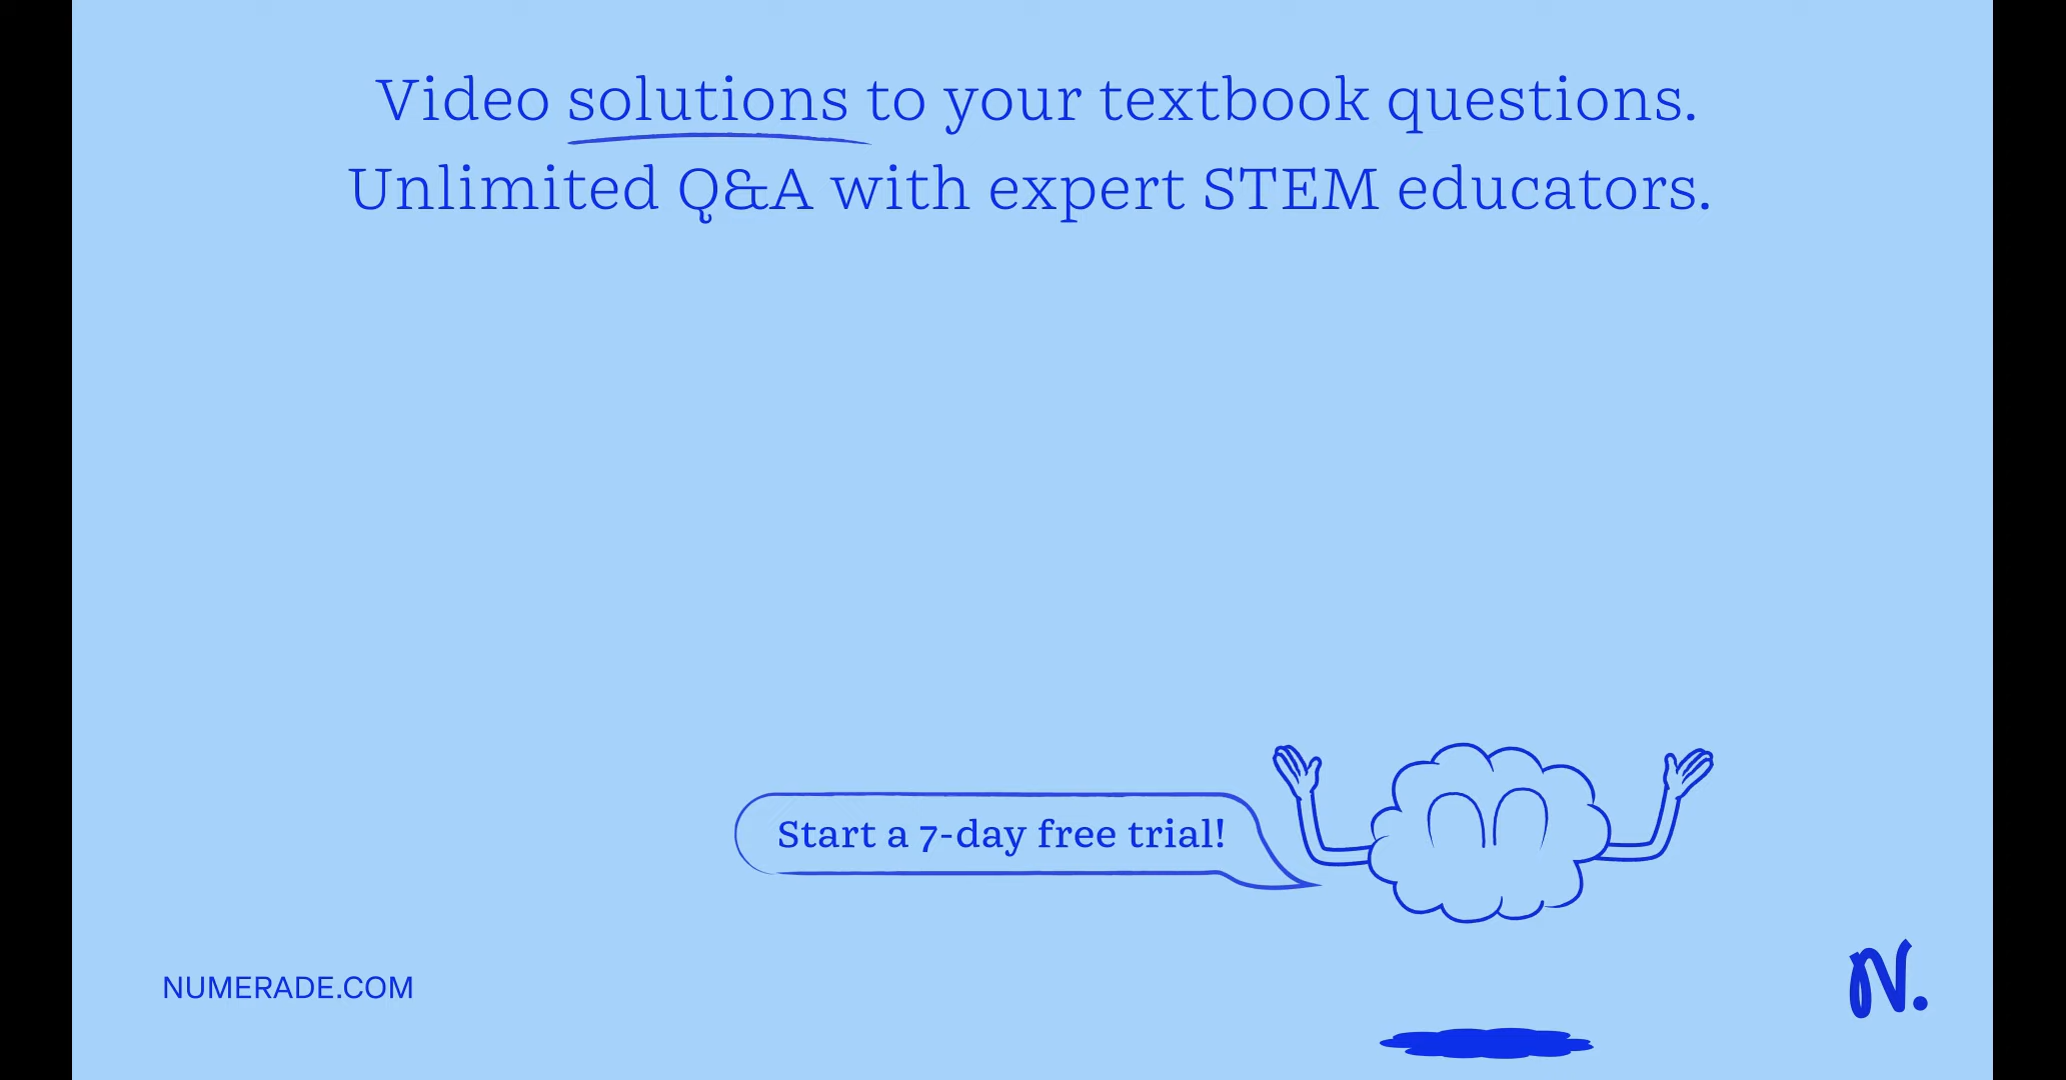 Video solutions to your textbook questions.
Unlimited Q&A with expert STEM educators.
Start a 7-day free trial!
NUMERADE.COM
N.